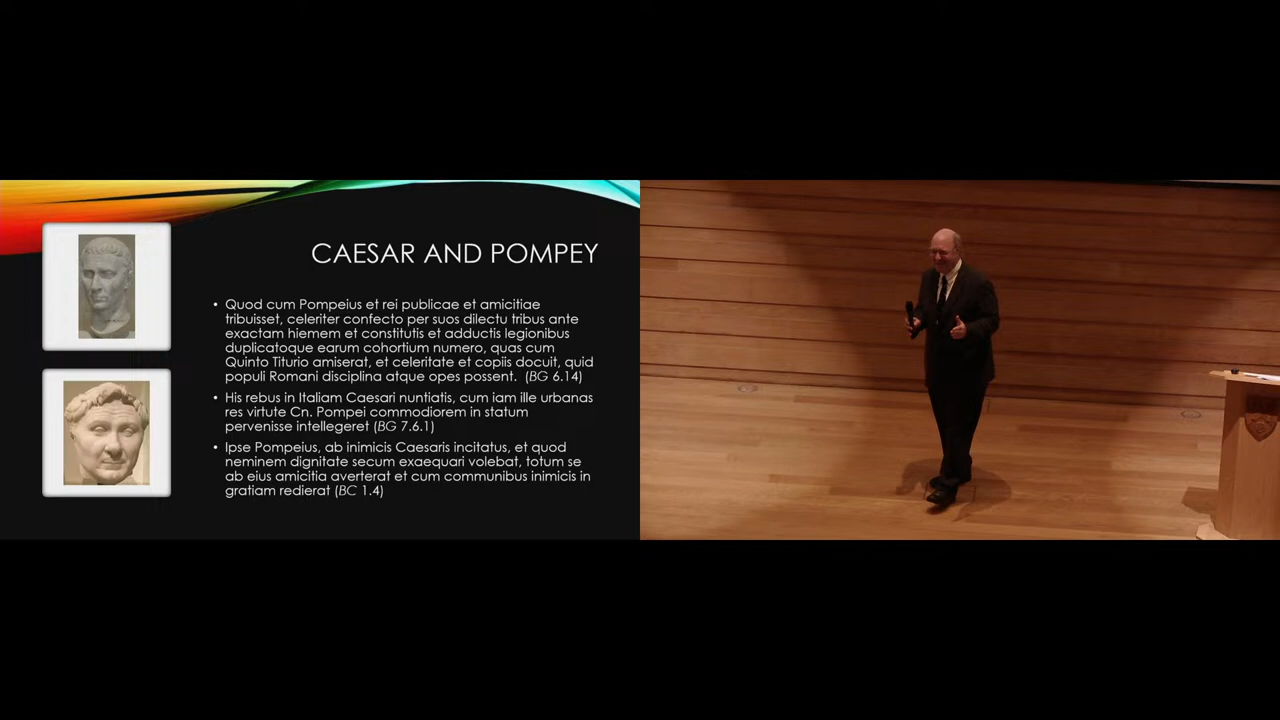 CAESAR AND POMPEY
• Quod cum Pompeius et rei publicae et amicitiae
tribuisset, celeriter confecto per suos dilectu tribus ante
exactam hiemem et constitutis et adductis legionibus
duplicatoque earum cohortium numero, quas cum
Quinto Titurio amiserat, et celeritate et copiis docuit, quid
populi Romani disciplina atque opes possent. (BG 6.14)
• His rebus in Italiam Caesari nuntiatis, cum iam ille urbanas
res virtute Cn. Pompei commodiorem in statum
pervenisse intellegeret (BG 7.6.1)
• Ipse Pompeius, ab inimicis Caesaris incitatus, et quod
neminem dignitate secum exaequari volebat, totum se
ab eius amicitia averterat et cum communibus inimicis in
gratiam redierat (BC 1.4)